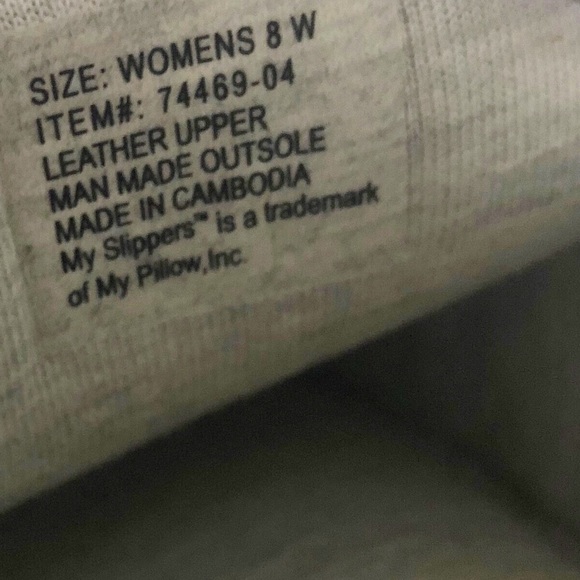 SIZE: WOMENS 8 W
ITEM#: 74469-04
LEATHER UPPER
MAN MADE OUTSOLE
MADE IN CAMBODIA
My Slippers™ is a trademark
of My Pillow,Inc.